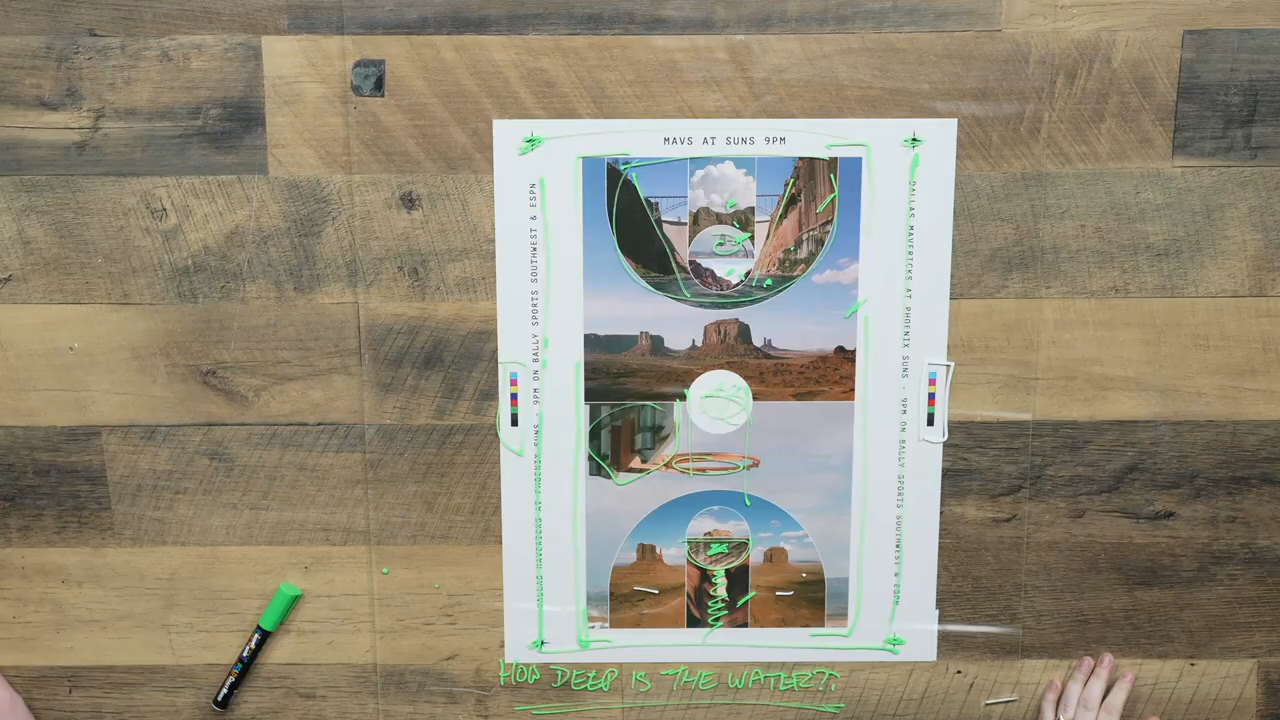 MAVS AT SUNS 9PM
DALLAS MAVERICKS AT PHOENIX SUNS - 9PM ON BALLY SPORTS SOUTHWEST & ESPN
DALLAS MAVERICKS AT PHOENIX SUNS - 9PM ON BALLY SPORTS SOUTHWEST & ESPN
HOW DEEP IS THE WATER?